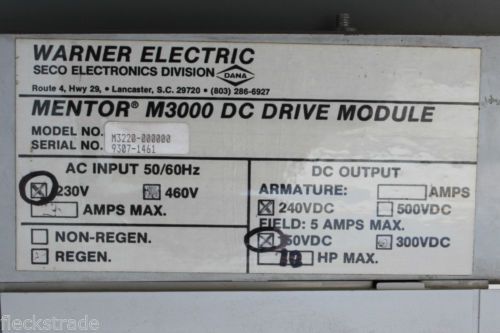 WARNER ELECTRIC
SECO ELECTRONICS DIVISION DANA
Route 4, Hwy 29, • Lancaster, S.C. 29720 • (803) 286-6927
MENTOR® M3000 DC DRIVE MODULE
MODEL NO. M3220-000000
SERIAL NO. 9307-1461
AC INPUT 50/60Hz
230V 460V
AMPS MAX.
NON-REGEN.
REGEN.
DC OUTPUT
ARMATURE: AMPS
240VDC 500VDC
FIELD: 5 AMPS MAX.
50VDC 300VDC
10 HP MAX.
fleckstrade
fleckstrade